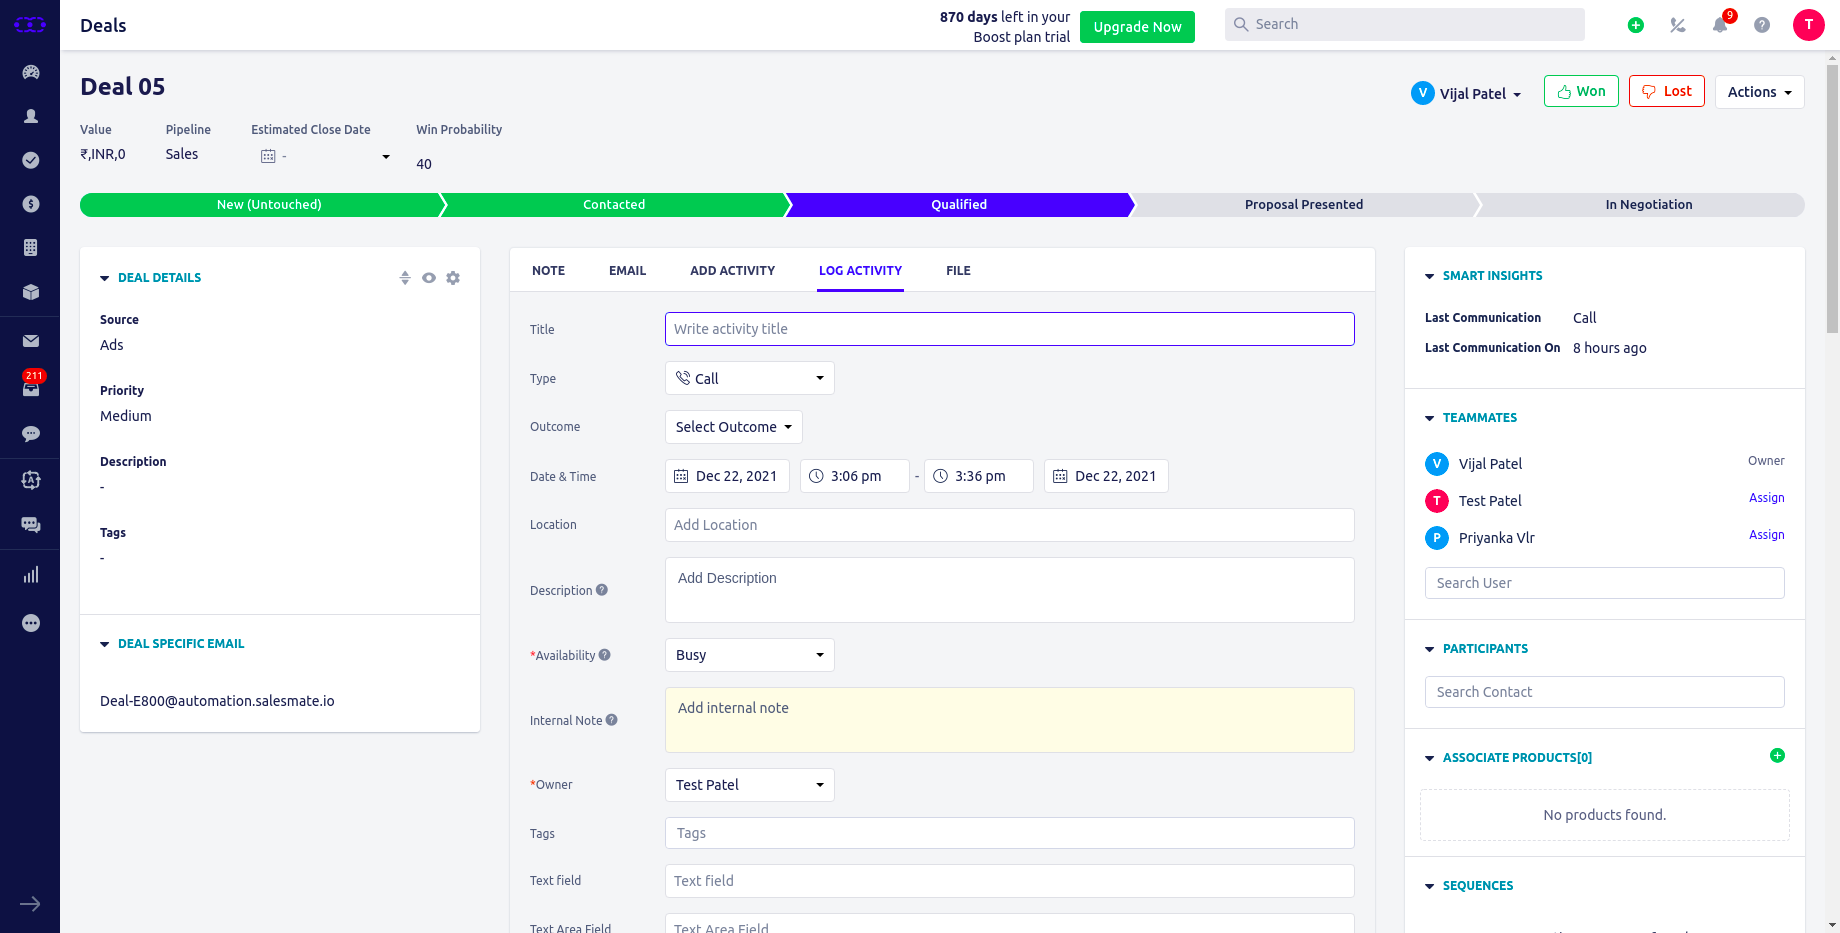 Deals
870 days left in your
Boost plan trial
Upgrade Now
Search
9
T
Deal 05
V Vijal Patel
Won
Lost
Actions
Value
Pipeline
Estimated Close Date
Win Probability
₹,INR,0
Sales
-
40
New (Untouched)
Contacted
Qualified
Proposal Presented
In Negotiation
211
DEAL DETAILS
Source
Ads
Priority
Medium
Description
-
Tags
-
DEAL SPECIFIC EMAIL
Deal-E800@automation.salesmate.io
NOTE
EMAIL
ADD ACTIVITY
LOG ACTIVITY
FILE
Title
Write activity title
Type
Call
Outcome
Select Outcome
Date & Time
Dec 22, 2021
3:06 pm
-
3:36 pm
Dec 22, 2021
Location
Add Location
Description
Add Description
*Availability
Busy
Internal Note
Add internal note
*Owner
Test Patel
Tags
Tags
Text field
Text field
Text Area Field
Text Area Field
SMART INSIGHTS
Last Communication
Call
Last Communication On
8 hours ago
TEAMMATES
V Vijal Patel
Owner
T Test Patel
Assign
P Priyanka Vlr
Assign
Search User
PARTICIPANTS
Search Contact
ASSOCIATE PRODUCTS[0]
No products found.
SEQUENCES